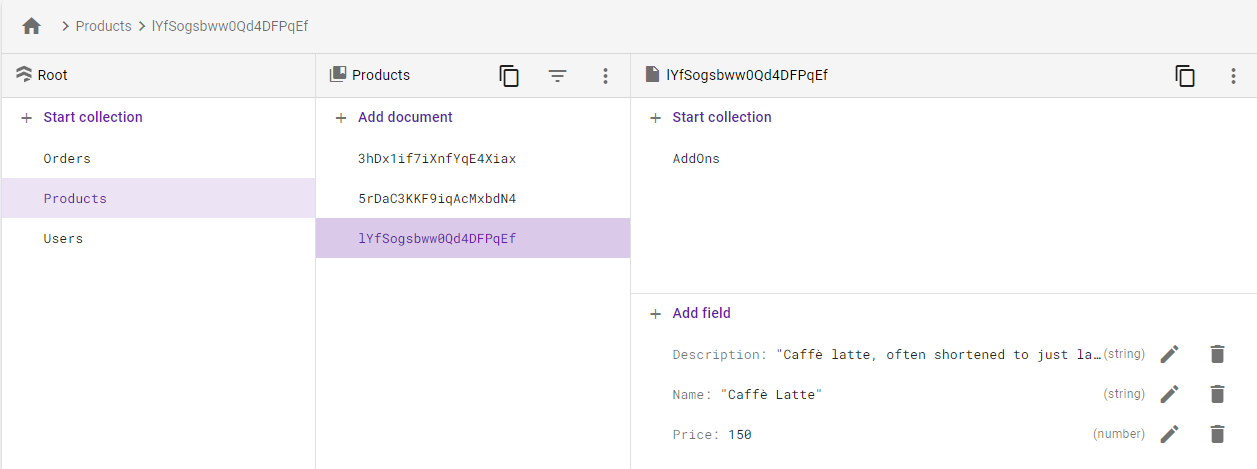 Products lYfSogsbww0Qd4DFPqEf
Root
Products
lYfSogsbww0Qd4DFPqEf
Start collection
Add document
Start collection
Orders
3hDx1if7iXnfYqE4Xiax
AddOns
Products
5rDaC3KKF9iqAcMxbdN4
Users
lYfSogsbww0Qd4DFPqEf
Add field
Description: "Caffè latte, often shortened to just la… (string)
Name: "Caffè Latte" (string)
Price: 150 (number)